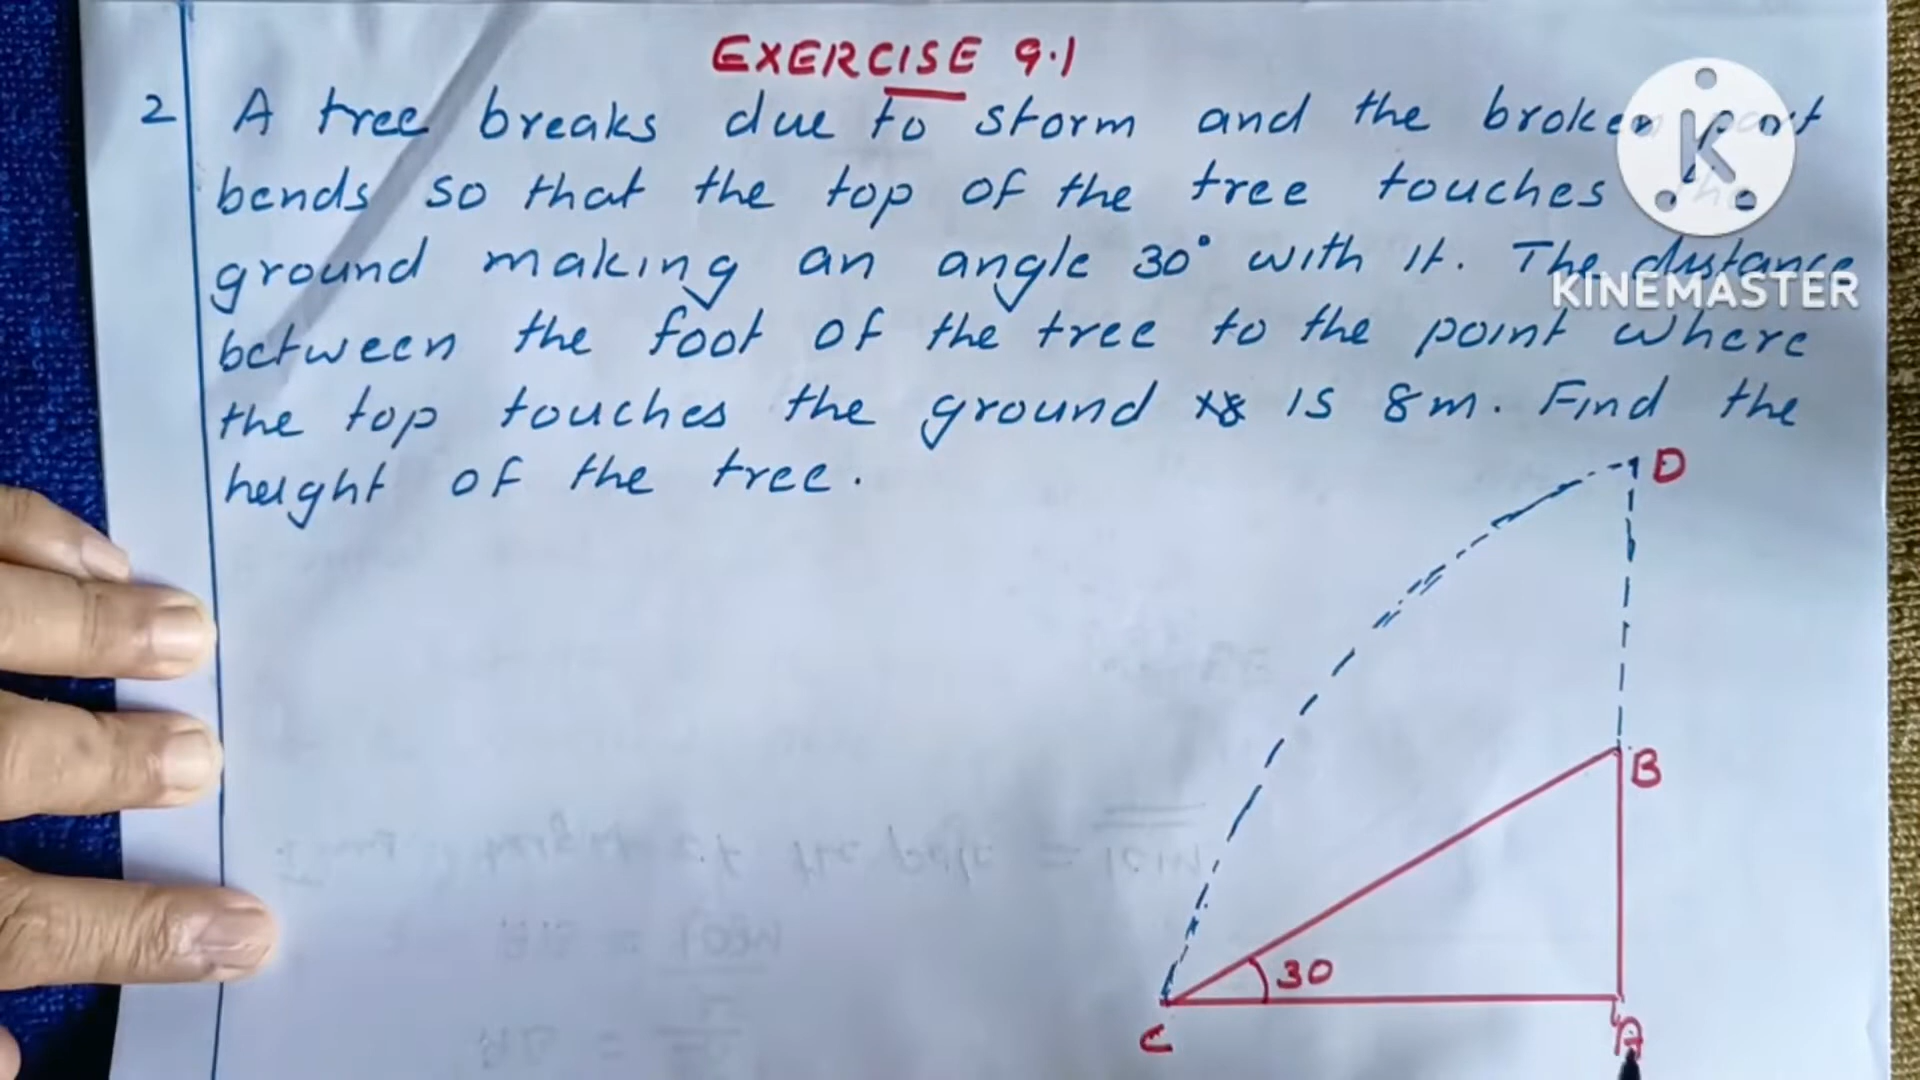 EXERCISE 9.1
2 A tree breaks due to storm and the broken part
bends so that the top of the tree touches the
ground making an angle 30° with it. The distance
KINEMASTER
between the foot of the tree to the point where
the top touches the ground is 8m. Find the
height of the tree.
D
B
30
C
A